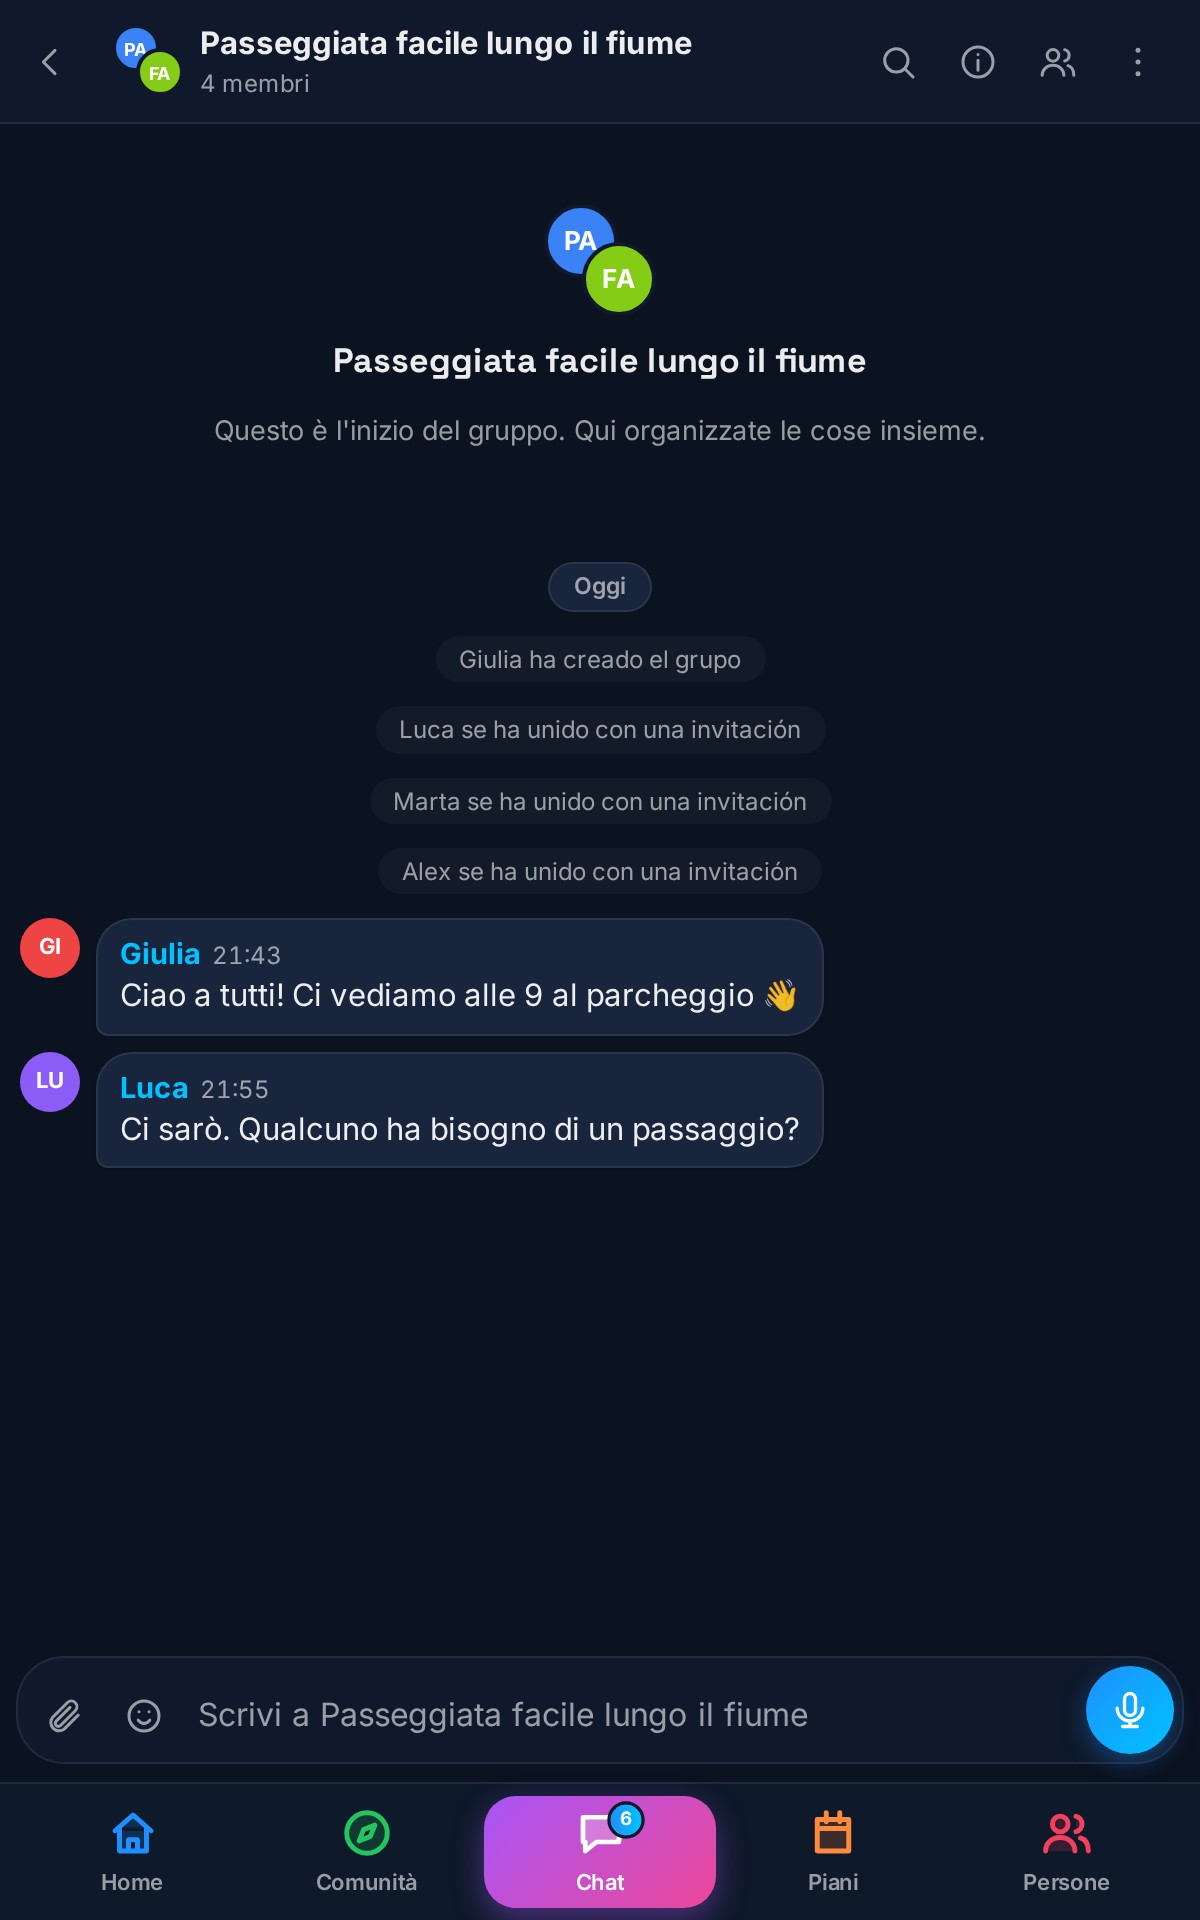 PA
FA
Passeggiata facile lungo il fiume
4 membri
PA
FA
Passeggiata facile lungo il fiume
Questo è l'inizio del gruppo. Qui organizzate le cose insieme.
Oggi
Giulia ha creado el grupo
Luca se ha unido con una invitación
Marta se ha unido con una invitación
Alex se ha unido con una invitación
GI
Giulia 21:43
Ciao a tutti! Ci vediamo alle 9 al parcheggio 👋
LU
Luca 21:55
Ci sarò. Qualcuno ha bisogno di un passaggio?
Scrivi a Passeggiata facile lungo il fiume
6
Home Comunità Chat Piani Persone